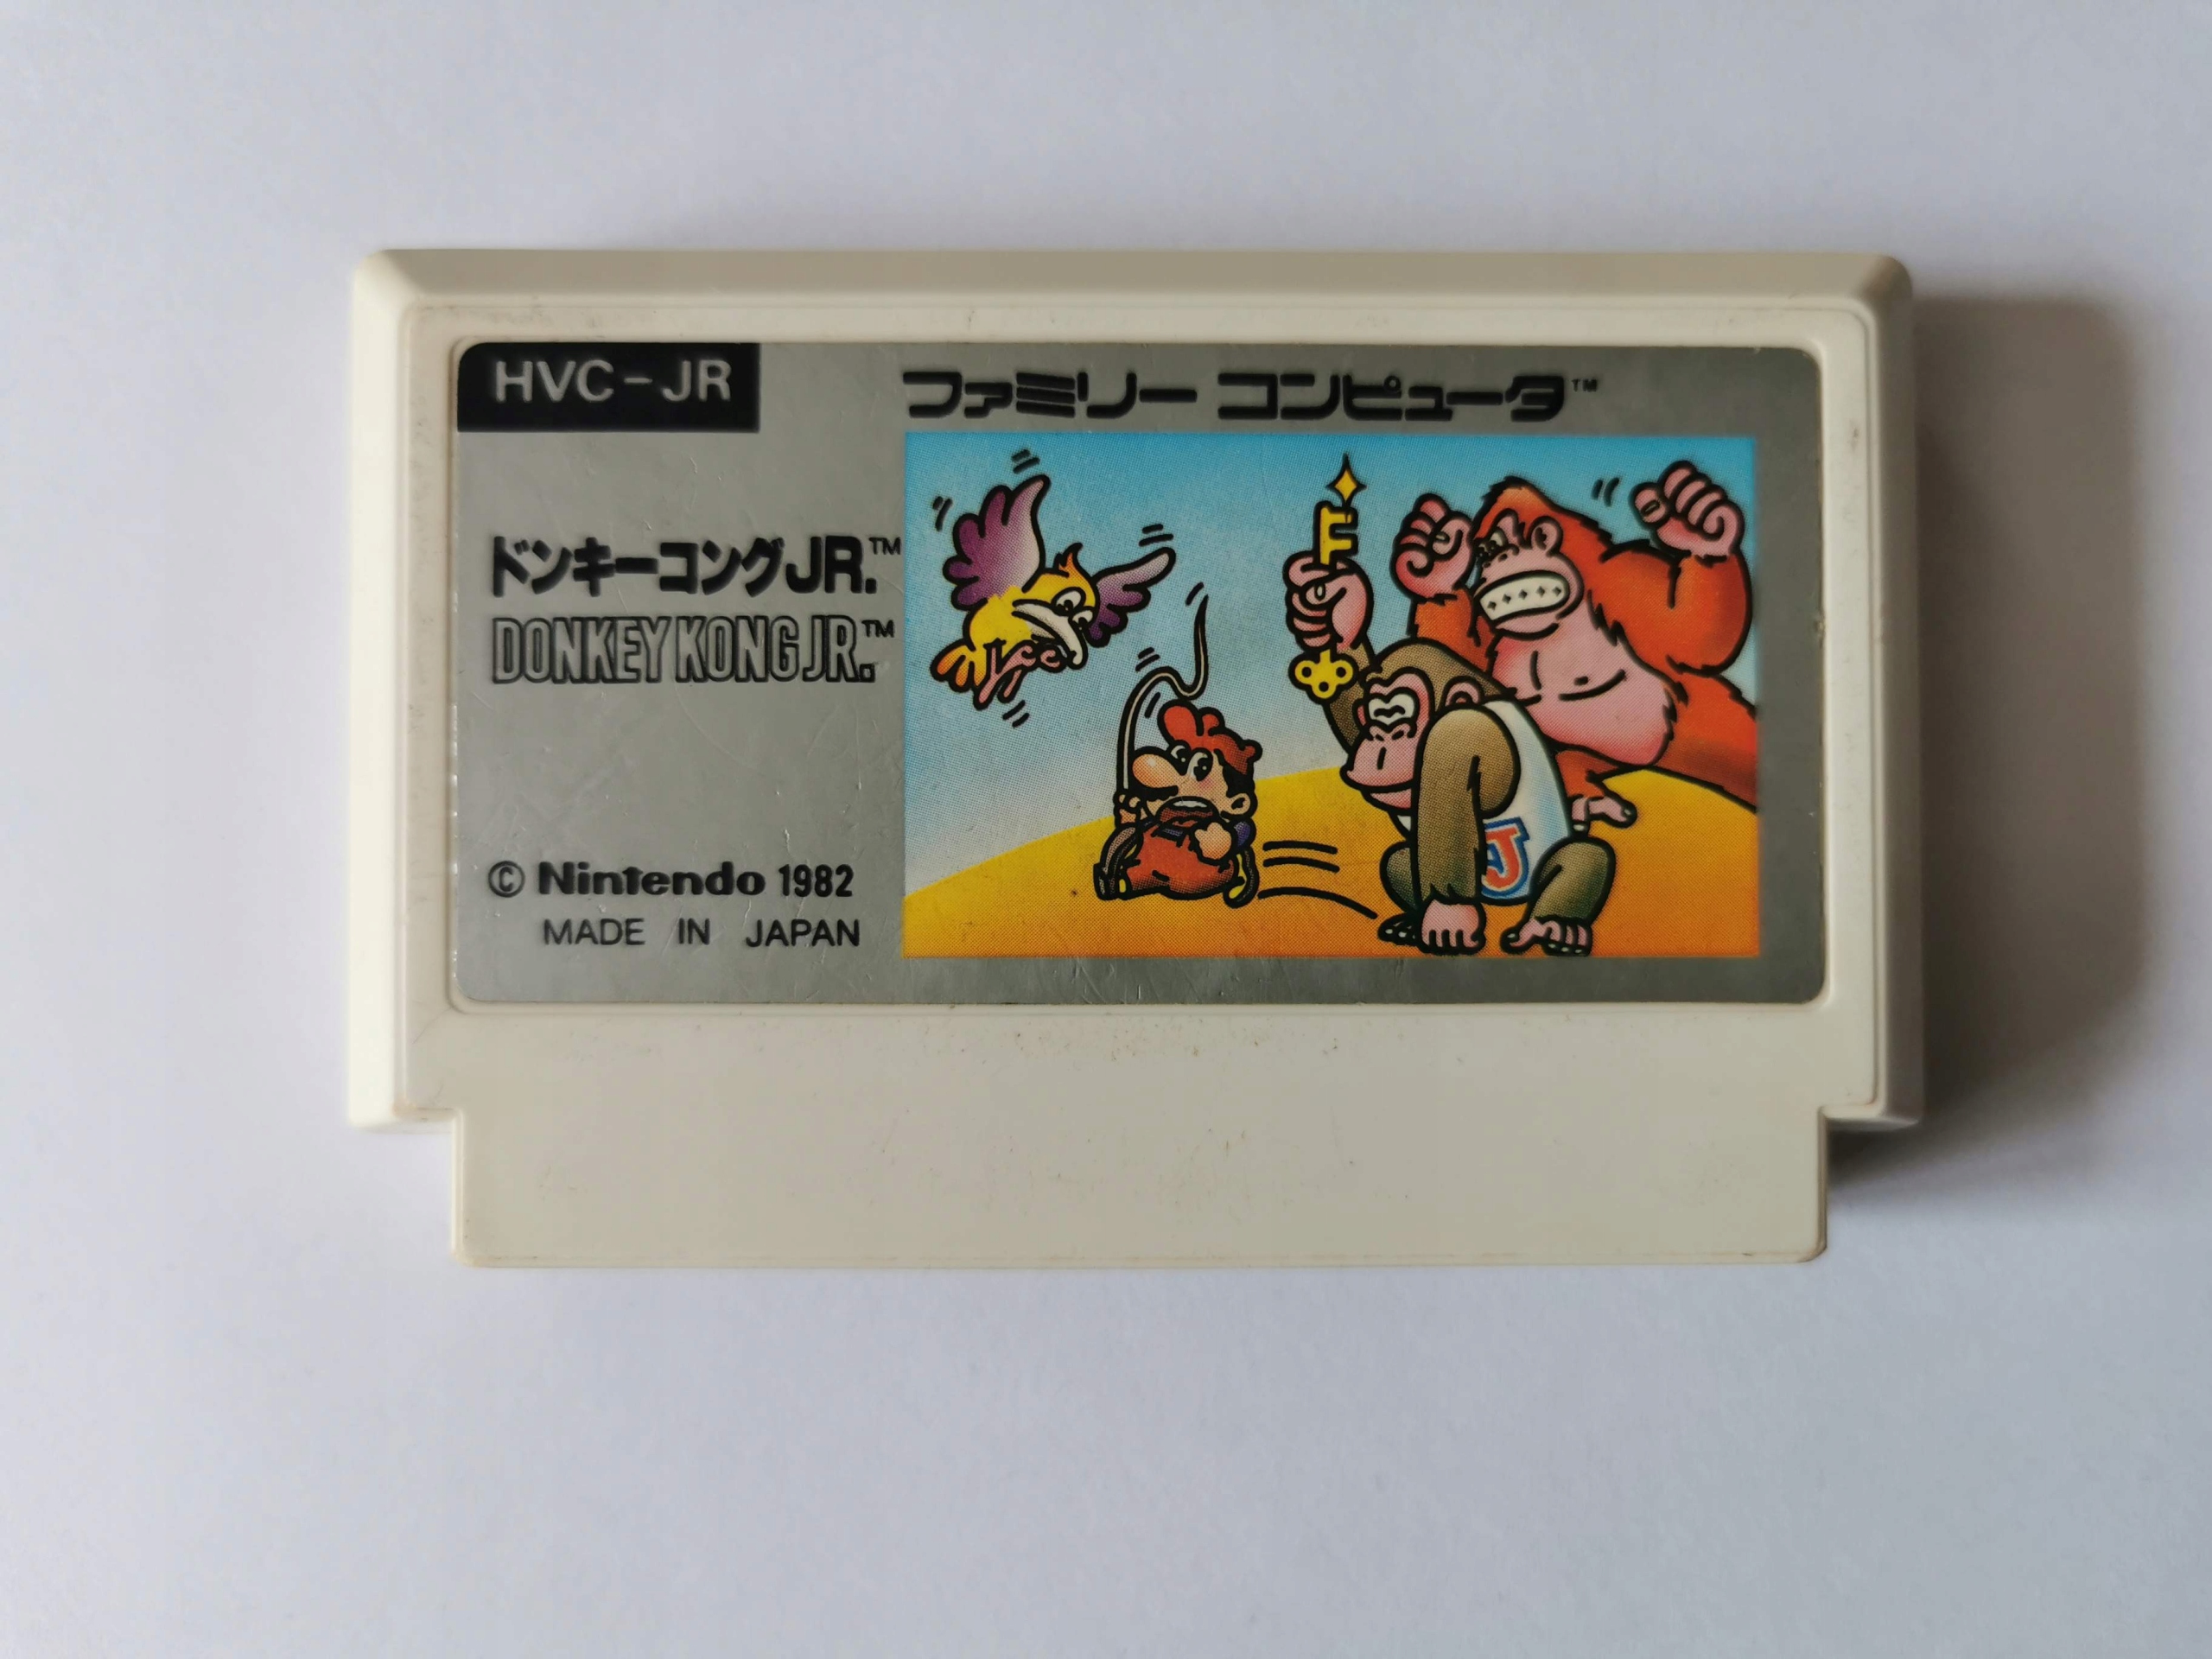 HVC-JR
ファミリー コンピュータ™
ドンキーコングJR.™
DONKEY KONG JR.™
© Nintendo 1982
MADE IN JAPAN
J